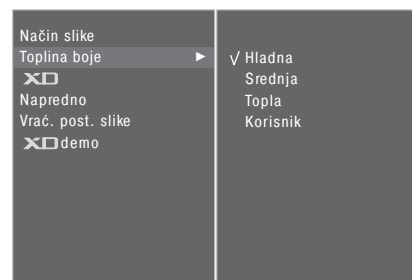 Način slike
Toplina boje ►
XD
Napredno
Vrać. post. slike
XD demo
√ Hladna
Srednja
Topla
Korisnik